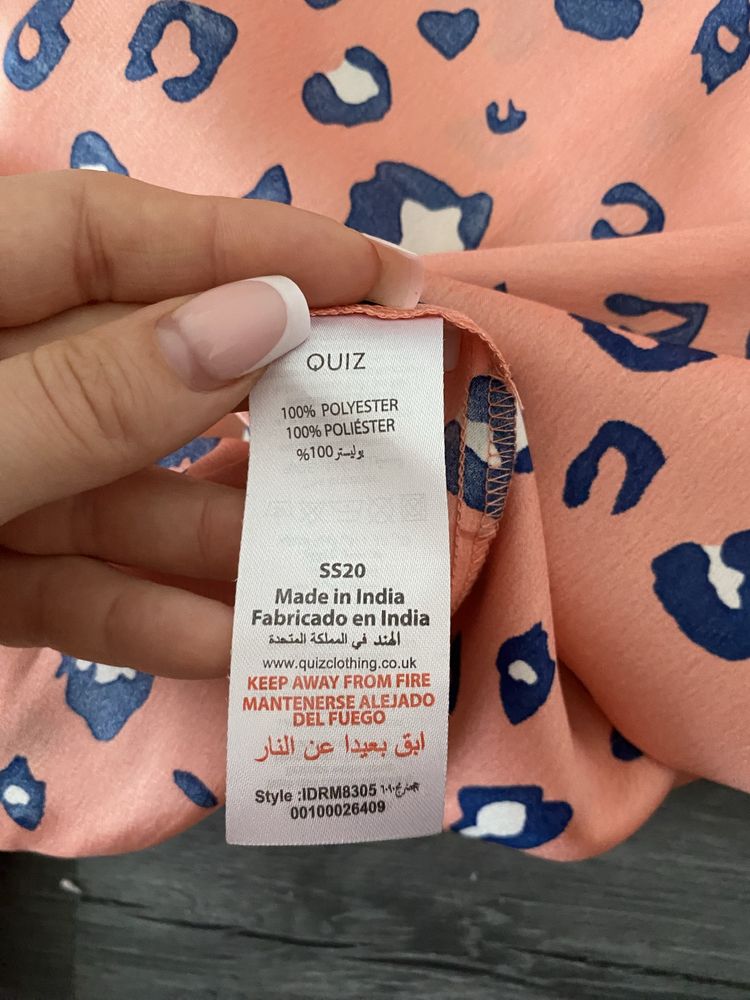 QUIZ
100% POLYESTER
100% POLIÉSTER
بوليستر 100%
SS20
Made in India
Fabricado en India
الهند في المملكة المتحدة
www.quizclothing.co.uk
KEEP AWAY FROM FIRE
MANTENERSE ALEJADO
DEL FUEGO
ابق بعيدا عن النار
Style :IDRM8305
00100026409